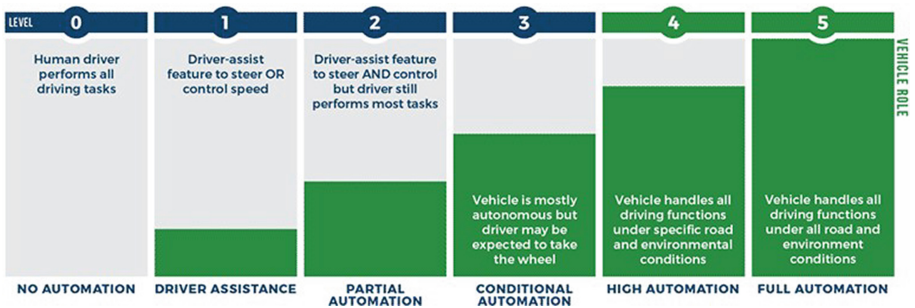 LEVEL 0 1 2 3 4 5
Human driver
performs all
driving tasks
Driver-assist
feature to steer OR
control speed
Driver-assist feature
to steer AND control
but driver still
performs most tasks
Vehicle is mostly
autonomous but
driver may be
expected to take
the wheel
Vehicle handles all
driving functions
under specific road
and environmental
conditions
Vehicle handles all
driving functions
under all road and
environment
conditions
VEHICLE ROLE
NO AUTOMATION
DRIVER ASSISTANCE
PARTIAL
AUTOMATION
CONDITIONAL
AUTOMATION
HIGH AUTOMATION
FULL AUTOMATION